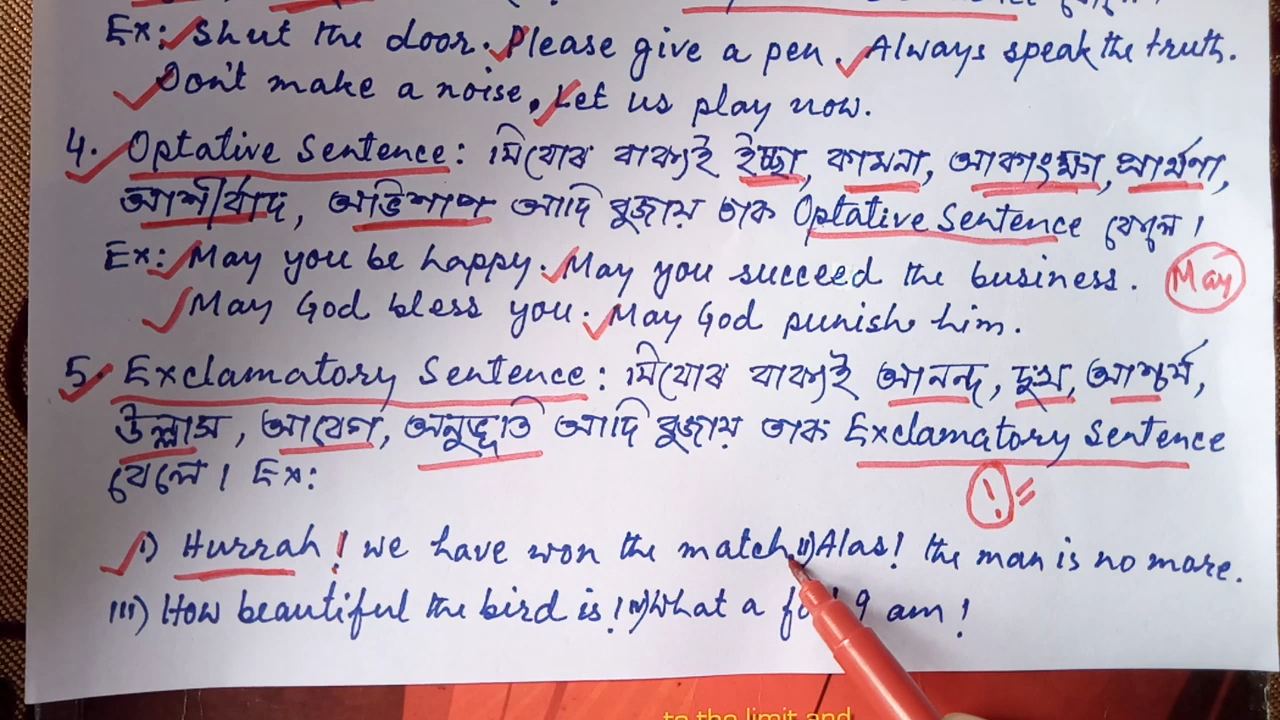 Ex: Shut the door. Please give a pen. Always speak the truth.
Don't make a noise. Let us play now.
4. Optative Sentence: যিবোৰ বাক্যই ইচ্ছা, কামনা, আকাংক্ষা, প্ৰাৰ্থনা,
আশীৰ্বাদ, অভিশাপ আদি বুজায় তাক Optative Sentence বোলে।
Ex: May you be happy. May you succeed the business. May
May God bless you. May God punish him.
5. Exclamatory Sentence: যিবোৰ বাক্যই আনন্দ, দুখ, আশ্চৰ্য,
উল্লাস, আবেগ, অনুভূতি আদি বুজায় তাক Exclamatory Sentence
বোলে। Ex: ! =
i) Hurrah! we have won the match ii) Alas! the man is no more.
iii) How beautiful the bird is! iv) What a I am!
to the limit and